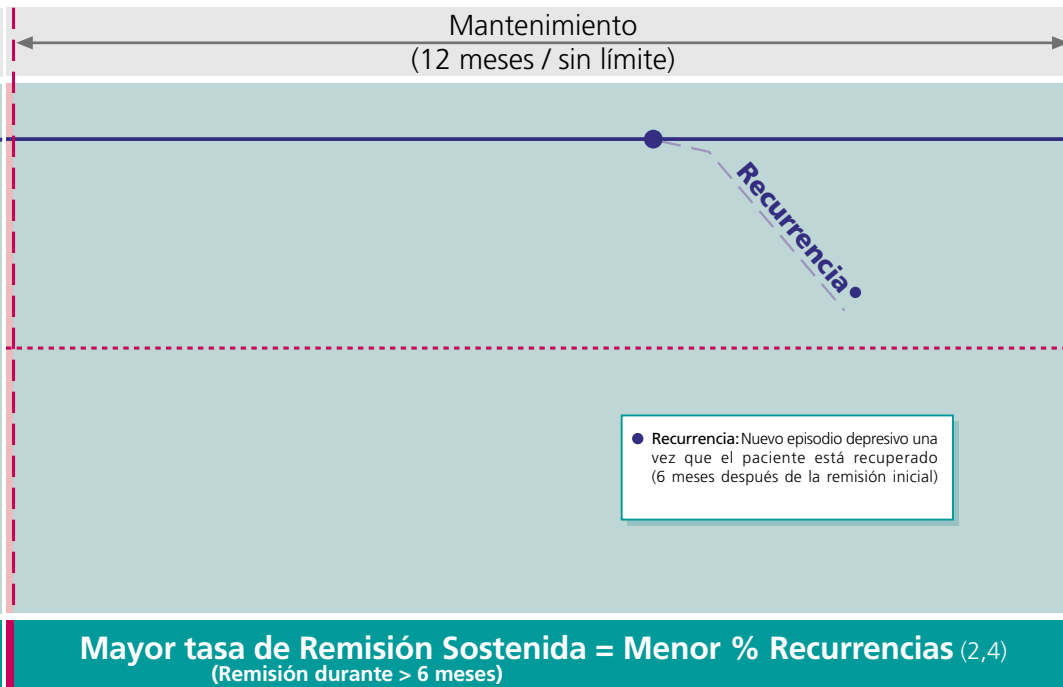 Mantenimiento
(12 meses / sin límite)
Recurrencia
Recurrencia: Nuevo episodio depresivo una
vez que el paciente está recuperado
(6 meses después de la remisión inicial)
Mayor tasa de Remisión Sostenida = Menor % Recurrencias (2,4)
(Remisión durante > 6 meses)